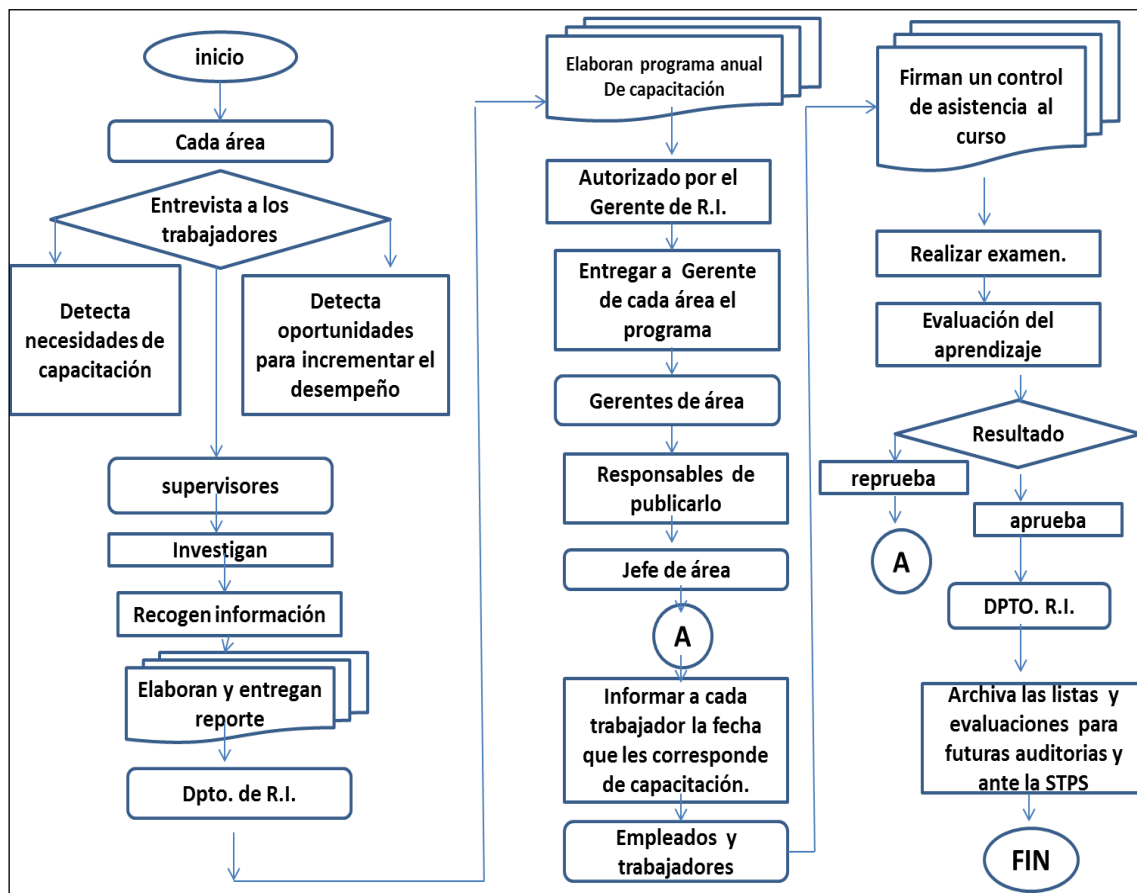 inicio
Cada área
Entrevista a los
trabajadores
Detecta
necesidades de
capacitación
Detecta
oportunidades
para incrementar el
desempeño
supervisores
Investigan
Recogen información
Elaboran y entregan
reporte
Dpto. de R.I.
Elaboran programa anual
De capacitación
Autorizado por el
Gerente de R.I.
Entregar a Gerente
de cada área el
programa
Gerentes de área
Responsables de
publicarlo
Jefe de área
A
Informar a cada
trabajador la fecha
que les corresponde
de capacitación.
Empleados y
trabajadores
Firman un control
de asistencia al
curso
Realizar examen.
Evaluación del
aprendizaje
Resultado
reprueba
A
aprueba
DPTO. R.I.
Archiva las listas y
evaluaciones para
futuras auditorias y
ante la STPS
FIN